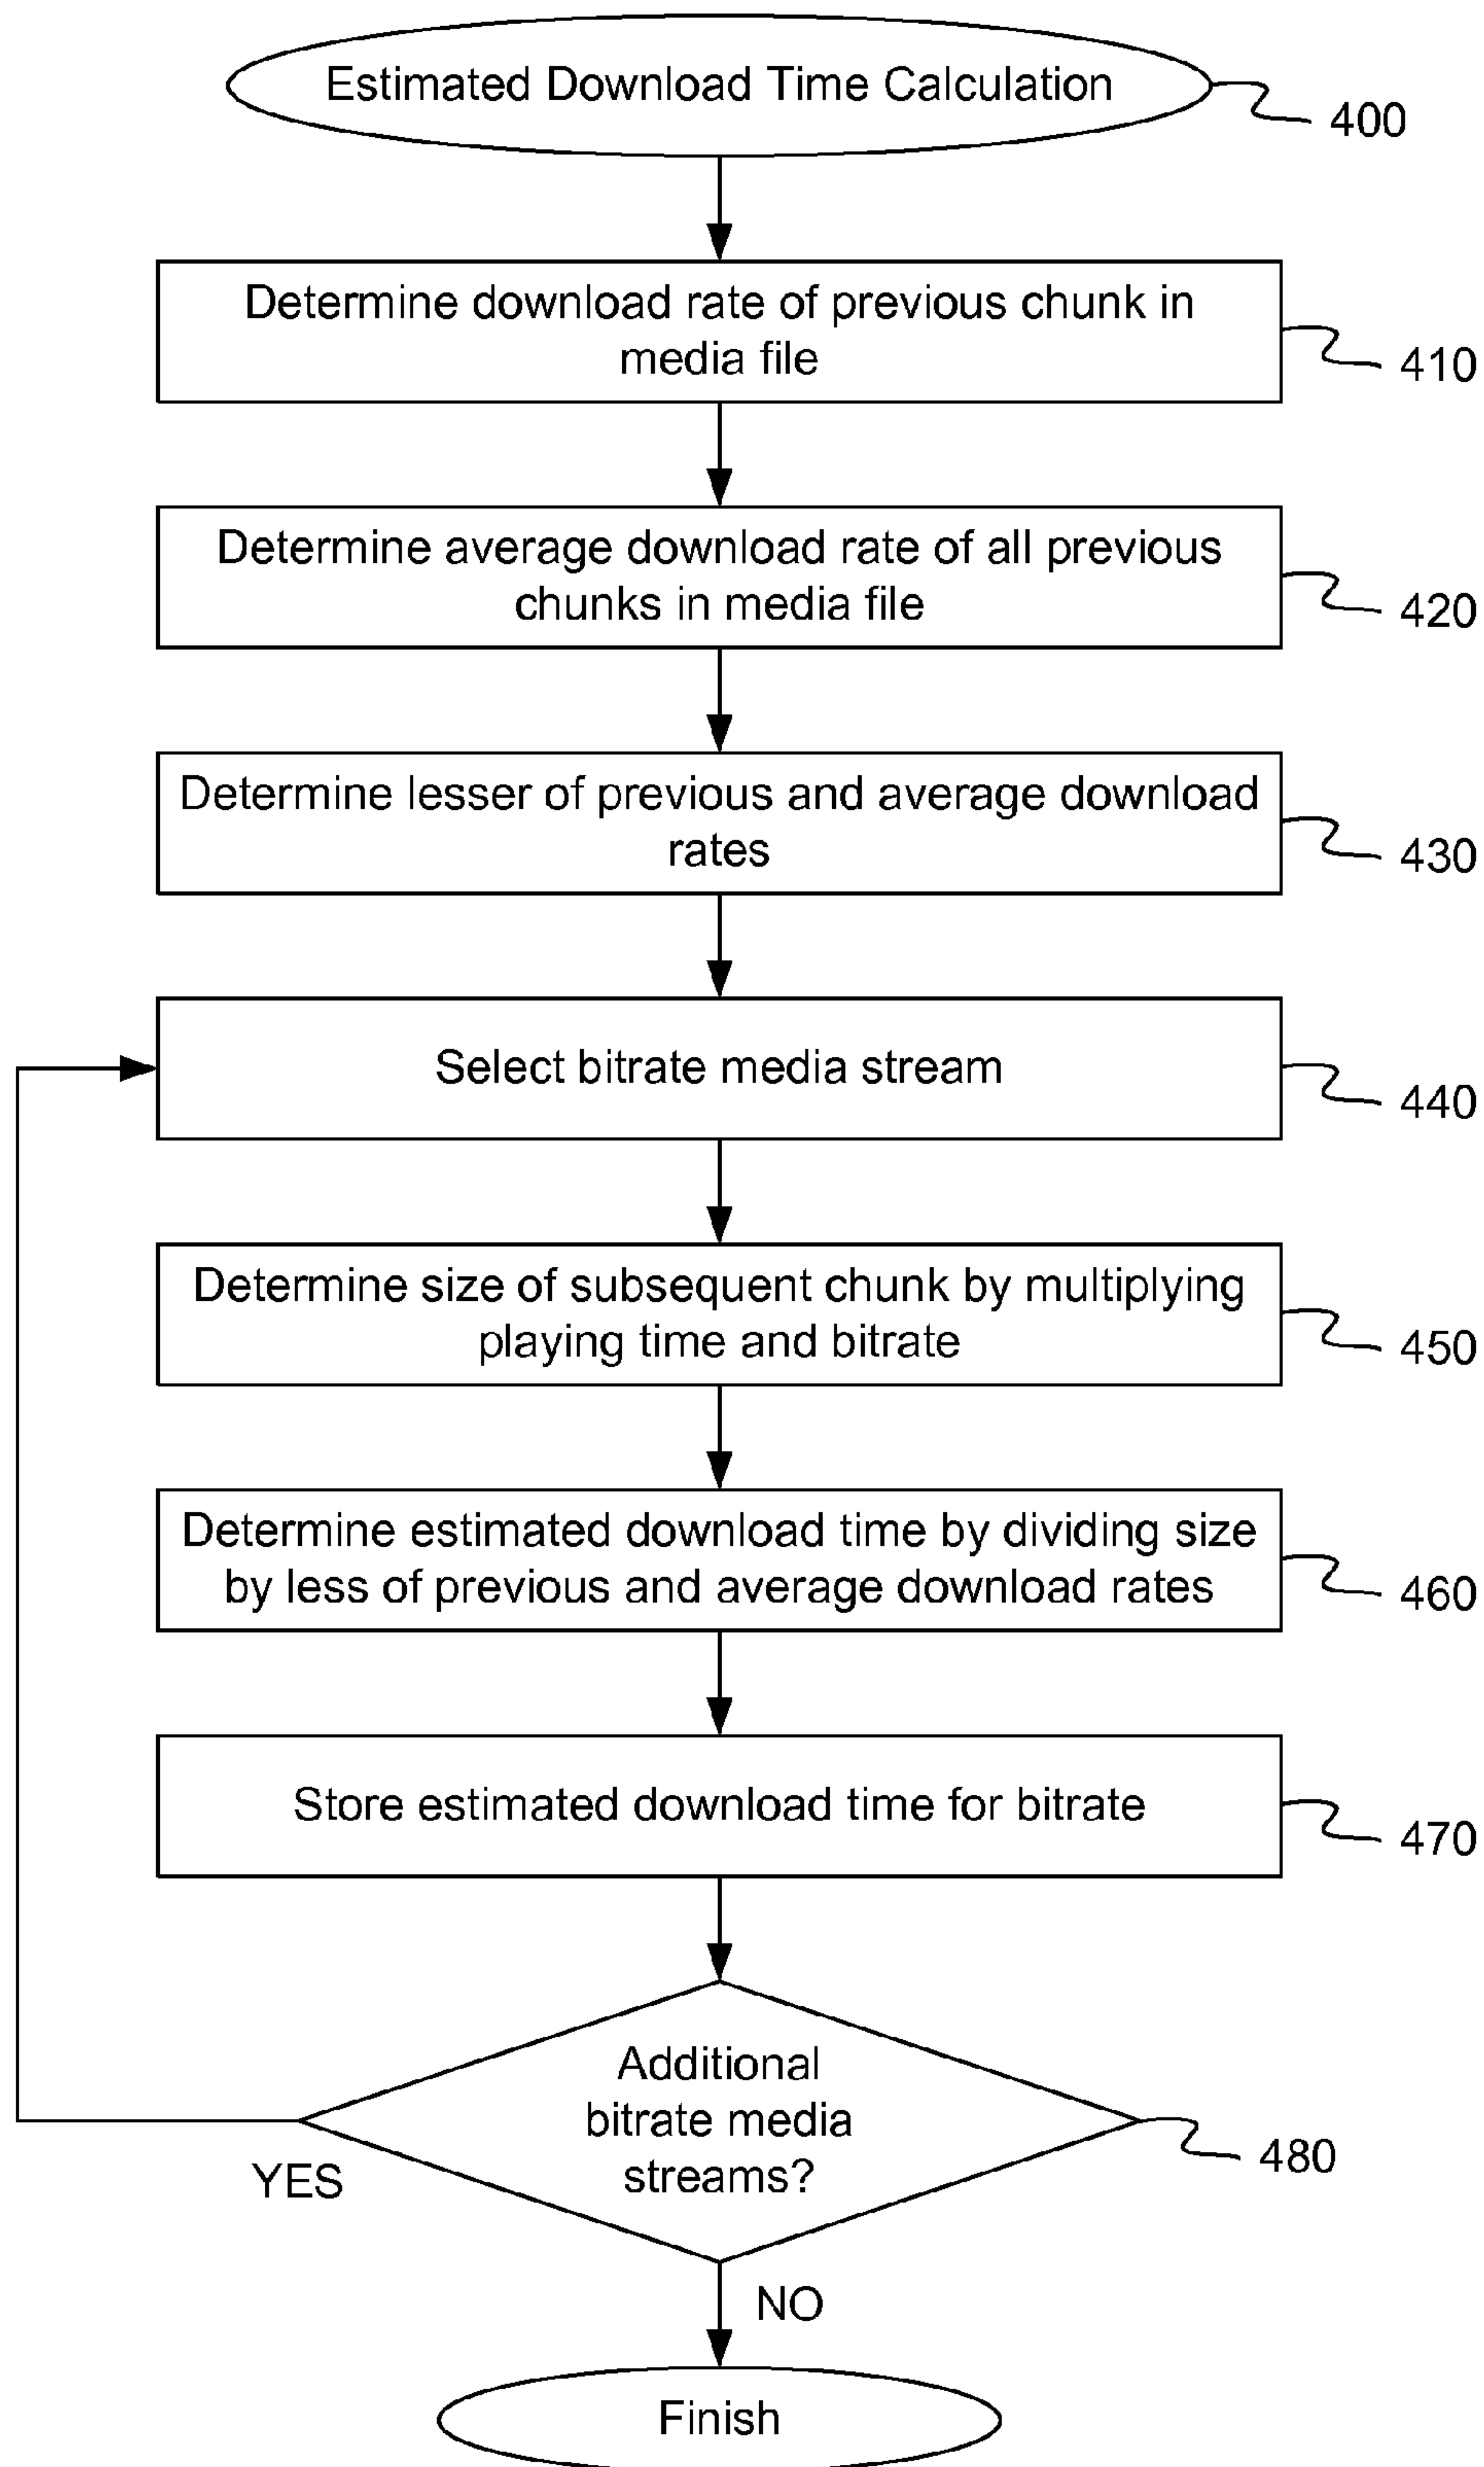 Estimated Download Time Calculation
400
Determine download rate of previous chunk in
media file
410
Determine average download rate of all previous
chunks in media file
420
Determine lesser of previous and average download
rates
430
Select bitrate media stream
440
Determine size of subsequent chunk by multiplying
playing time and bitrate
450
Determine estimated download time by dividing size
by less of previous and average download rates
460
Store estimated download time for bitrate
470
Additional
bitrate media
streams?
480
YES
NO
Finish